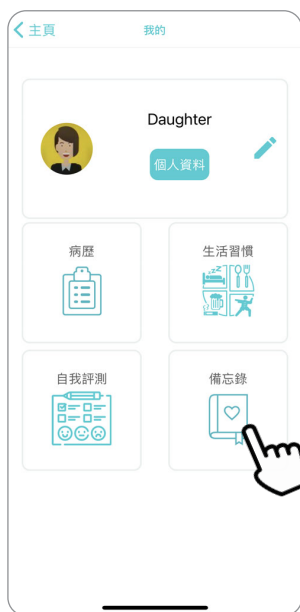 主頁
我的
Daughter
個人資料
病歷
生活習慣
自我評測
備忘錄